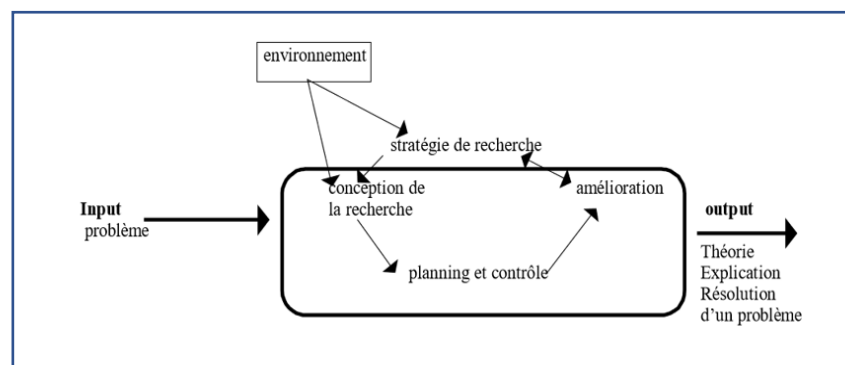 environnement
stratégie de recherche
conception de
la recherche
amélioration
Input
problème
planning et contrôle
output
Théorie
Explication
Résolution
d’un problème